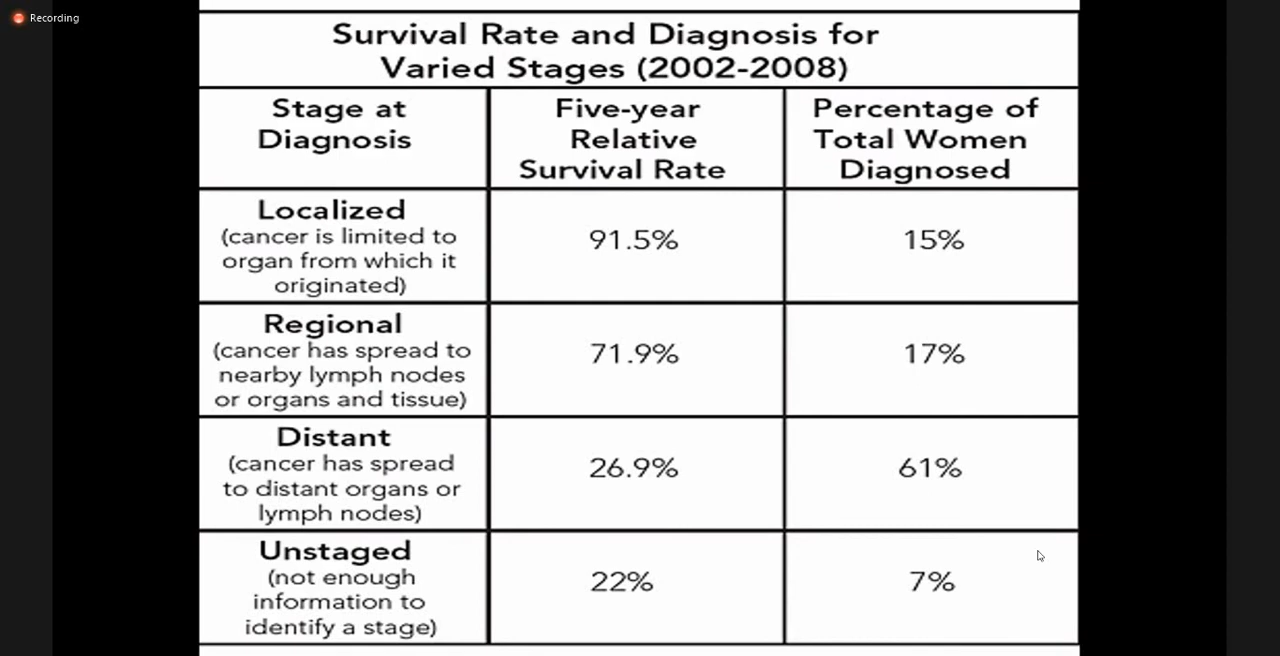 Recording
Survival Rate and Diagnosis for
Varied Stages (2002-2008)
Stage at
Diagnosis
Five-year
Relative
Survival Rate
Percentage of
Total Women
Diagnosed
Localized
(cancer is limited to
organ from which it
originated)
91.5%
15%
Regional
(cancer has spread to
nearby lymph nodes
or organs and tissue)
71.9%
17%
Distant
(cancer has spread
to distant organs or
lymph nodes)
26.9%
61%
Unstaged
(not enough
information to
identify a stage)
22%
7%